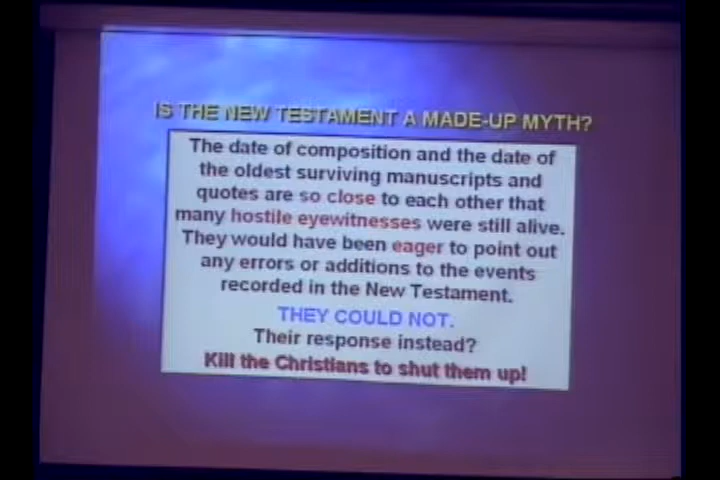 IS THE NEW TESTAMENT A MADE-UP MYTH?
The date of composition and the date of
the oldest surviving manuscripts and
quotes are so close to each other that
many hostile eyewitnesses were still alive.
They would have been eager to point out
any errors or additions to the events
recorded in the New Testament.
THEY COULD NOT.
Their response instead?
Kill the Christians to shut them up!